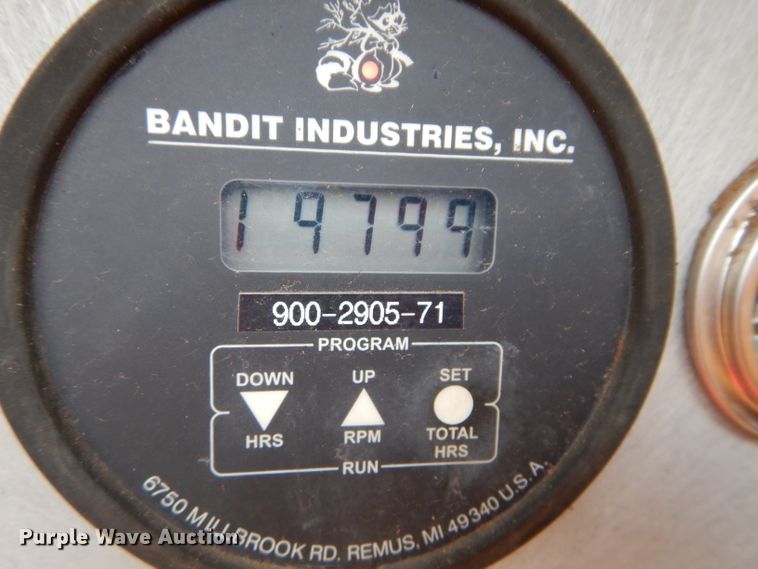 BANDIT INDUSTRIES, INC.
19799
900-2905-71
PROGRAM
DOWN UP SET
HRS RPM TOTAL HRS
RUN
6750 MILLBROOK RD. REMUS, MI 49340 U.S.A.
Purple Wave Auction